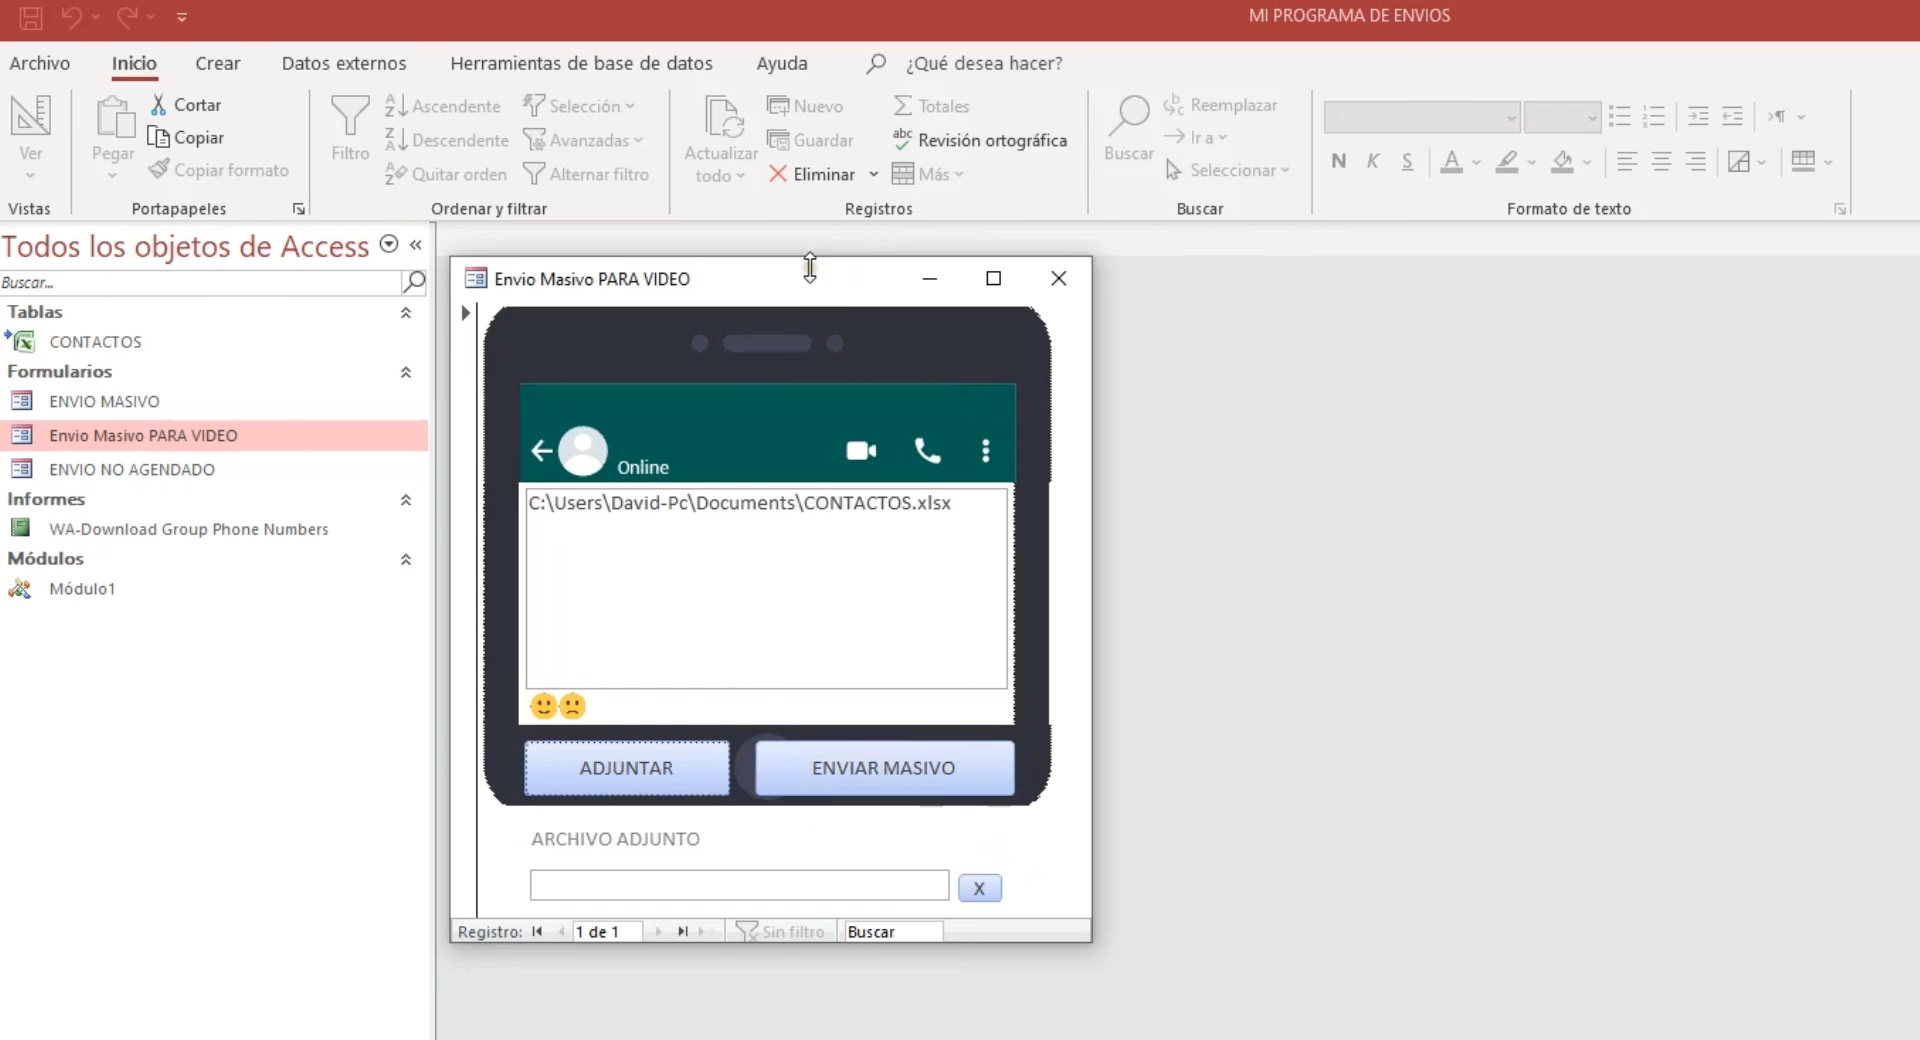 MI PROGRAMA DE ENVIOS
Archivo Inicio Crear Datos externos Herramientas de base de datos Ayuda ¿Qué desea hacer?
Ver
Vistas
Pegar
Cortar
Copiar
Copiar formato
Portapapeles
Filtro
Ascendente
Descendente
Quitar orden
Selección
Avanzadas
Alternar filtro
Ordenar y filtrar
Actualizar
todo
Nuevo
Guardar
Eliminar
Totales
Revisión ortográfica
Más
Registros
Buscar
Reemplazar
Ir a
Seleccionar
Buscar
N K S A
Formato de texto
Todos los objetos de Access
Buscar...
Tablas
CONTACTOS
Formularios
ENVIO MASIVO
Envio Masivo PARA VIDEO
ENVIO NO AGENDADO
Informes
WA-Download Group Phone Numbers
Módulos
Módulo1
Envio Masivo PARA VIDEO
Online
C:\Users\David-Pc\Documents\CONTACTOS.xlsx
ADJUNTAR ENVIAR MASIVO
ARCHIVO ADJUNTO
X
Registro: 1 de 1 Sin filtro Buscar